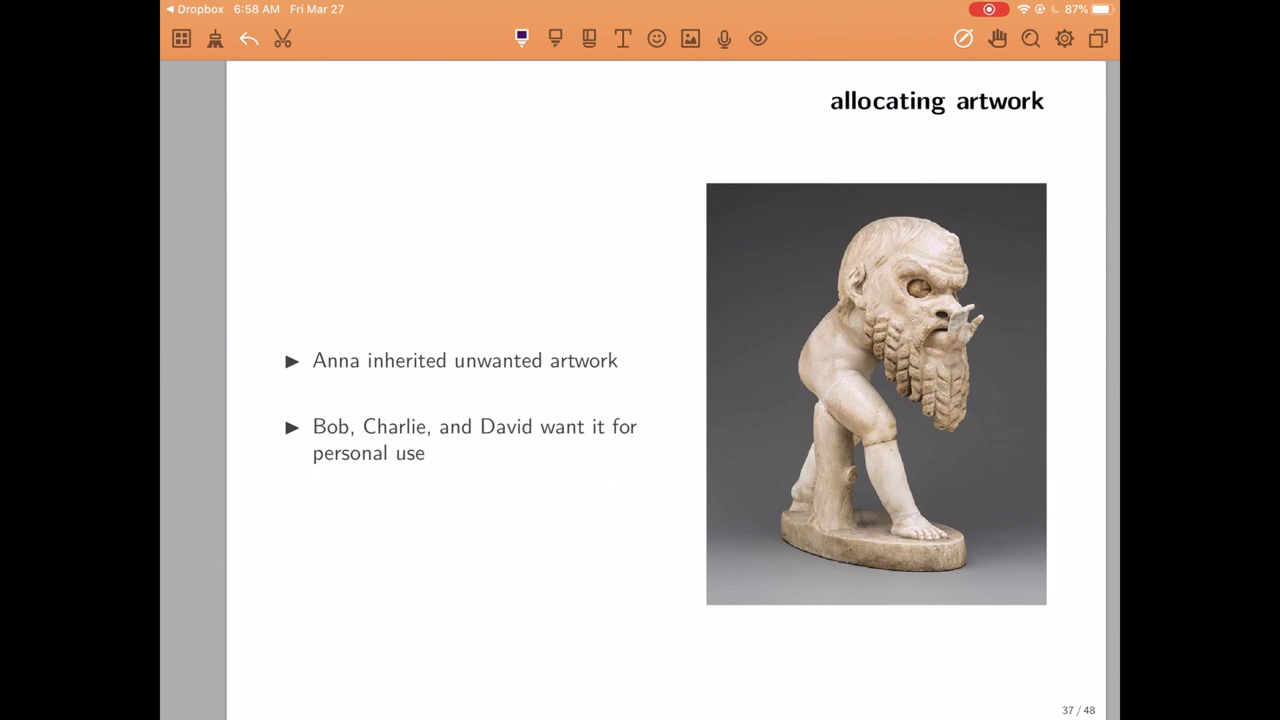 Dropbox 6:58 AM Fri Mar 27 87%
allocating artwork
Anna inherited unwanted artwork
Bob, Charlie, and David want it for
personal use
37 / 48